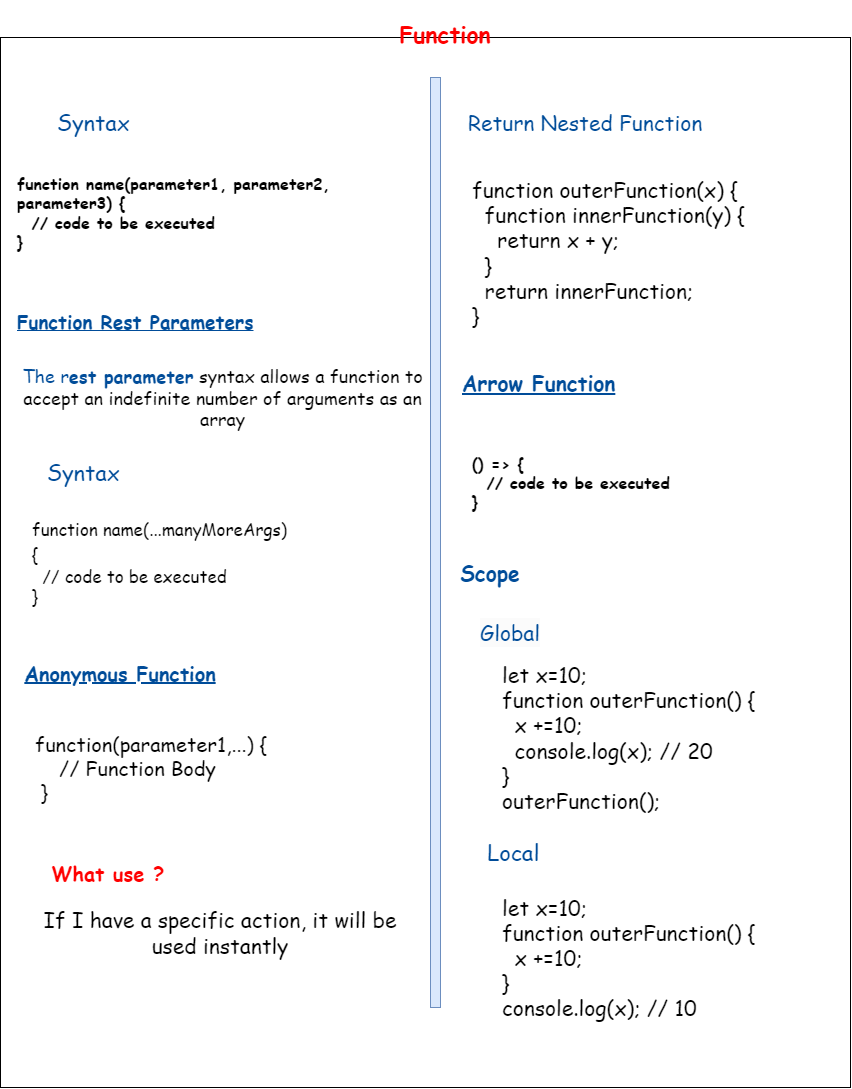 Function
Syntax
function name(parameter1, parameter2,
parameter3) {
// code to be executed
}
Function Rest Parameters
The rest parameter syntax allows a function to
accept an indefinite number of arguments as an
array
Syntax
function name(...manyMoreArgs)
{
// code to be executed
}
Anonymous Function
function(parameter1,...) {
// Function Body
}
What use ?
If I have a specific action, it will be
used instantly
Return Nested Function
function outerFunction(x) {
function innerFunction(y) {
return x + y;
}
return innerFunction;
}
Arrow Function
() => {
// code to be executed
}
Scope
Global
let x=10;
function outerFunction() {
x +=10;
console.log(x); // 20
}
outerFunction();
Local
let x=10;
function outerFunction() {
x +=10;
}
console.log(x); // 10